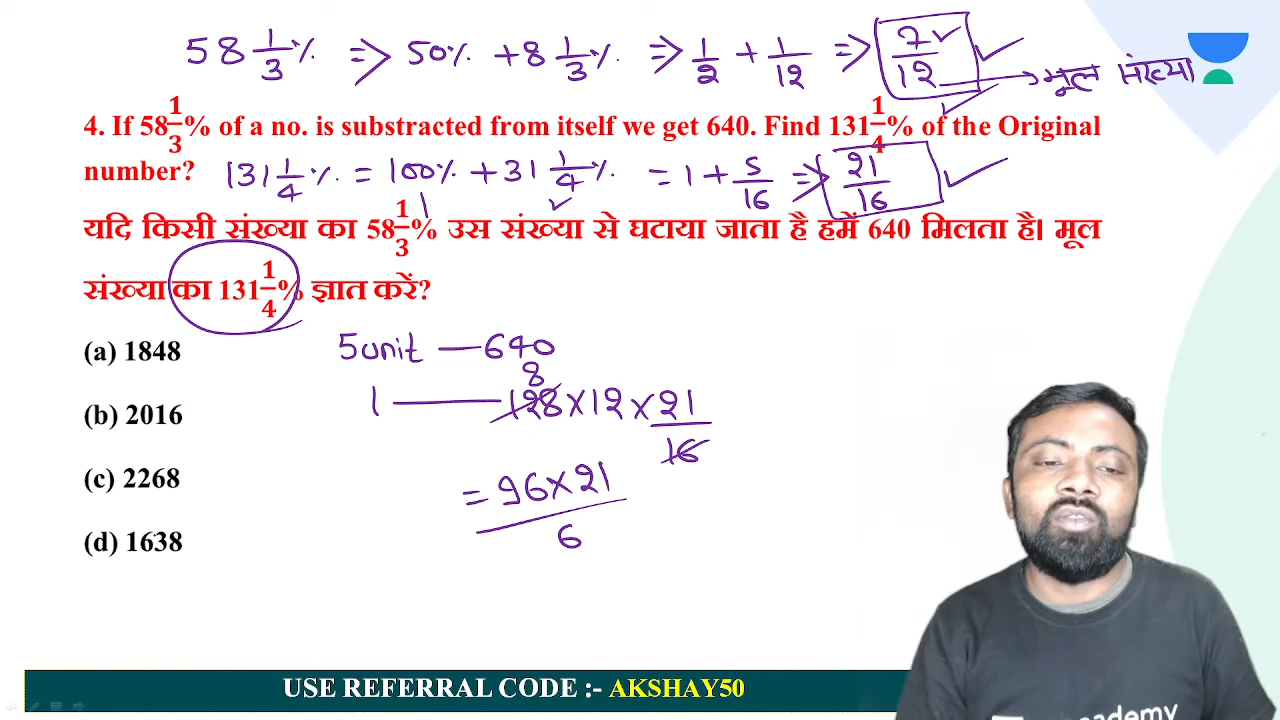 58 1/3 % => 50% + 8 1/3 % => 1/2 + 1/12 => 7/12 → मूल संख्या
4. If 58 1/3 % of a no. is substracted from itself we get 640. Find 131 1/4 % of the Original
number? 131 1/4 % = 100% + 31 1/4 % = 1 + 5/16 => 21/16
1
यदि किसी संख्या का 58 1/3 % उस संख्या से घटाया जाता है हमें 640 मिलता है। मूल
संख्या का 131 1/4 % ज्ञात करें?
(a) 1848
5 unit — 640
8
1 — 128 × 12 × 21/16
(b) 2016
(c) 2268
= 96 × 21
6
(d) 1638
USE REFERRAL CODE :- AKSHAY50